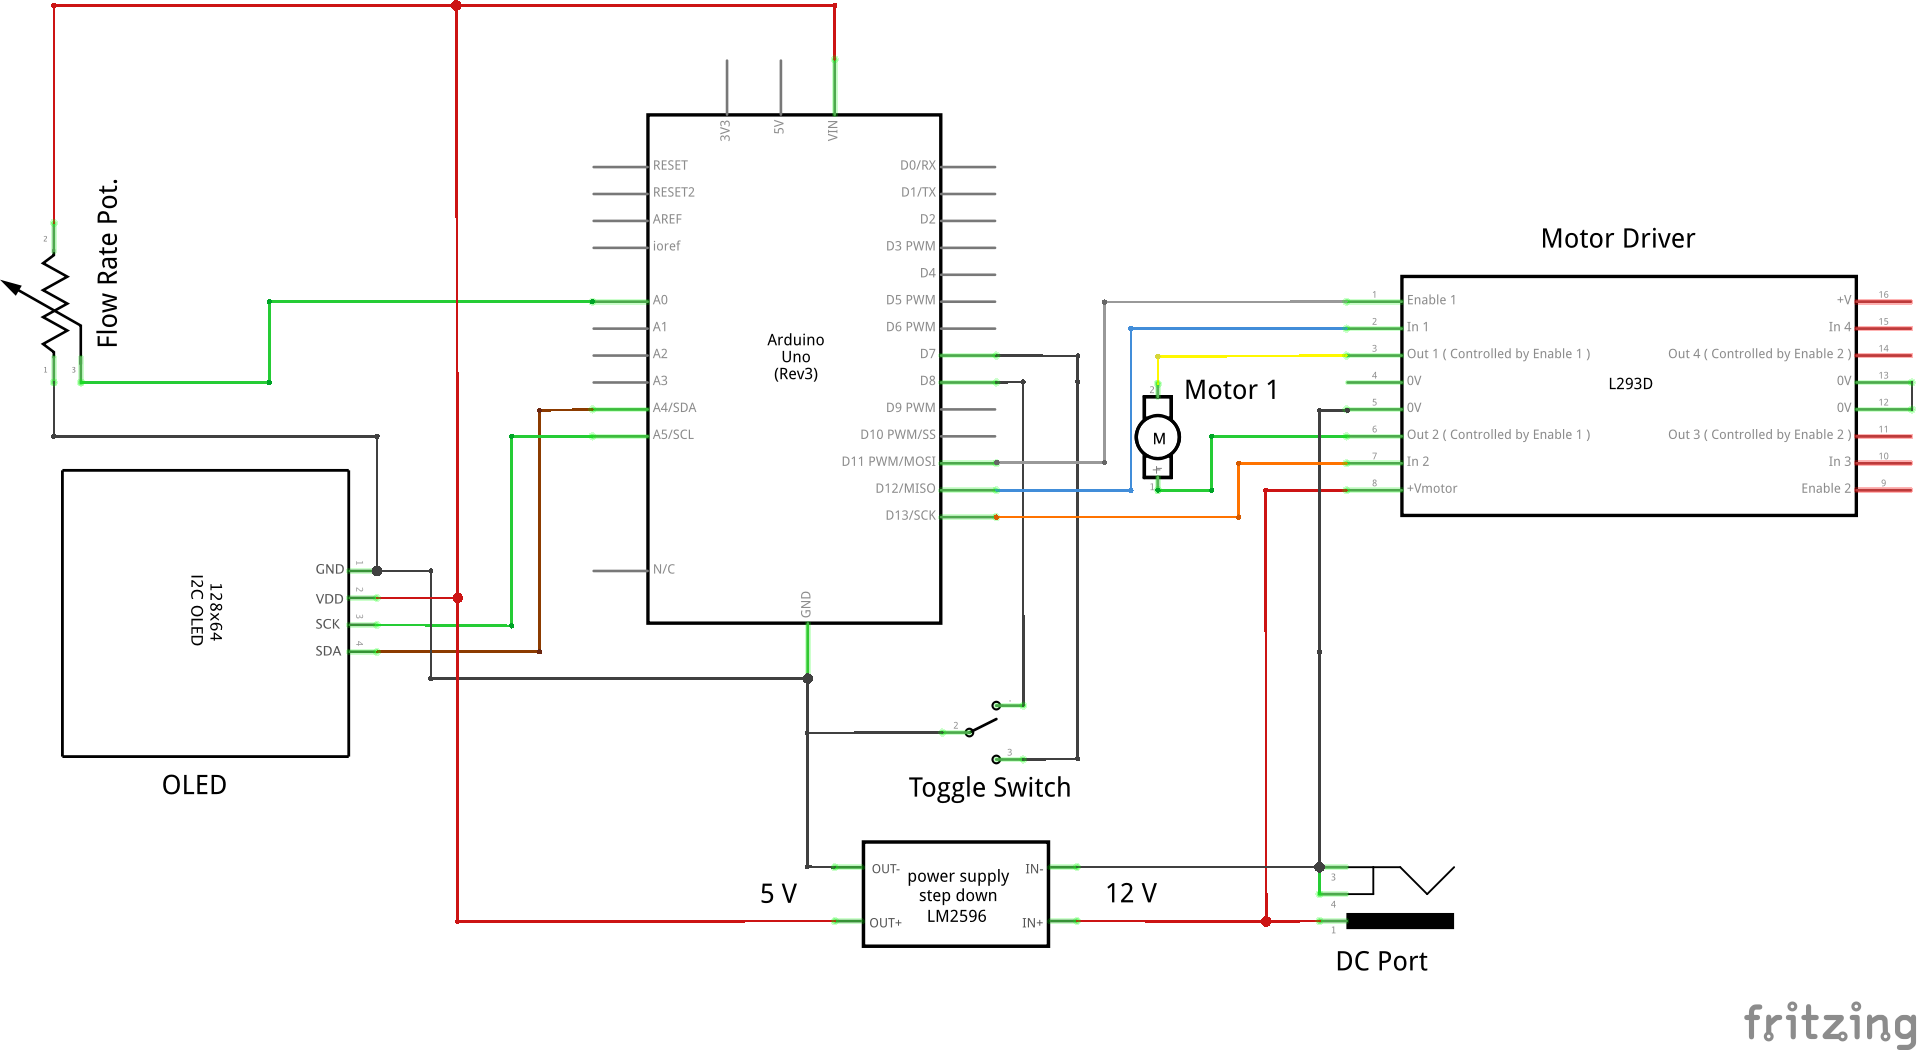 3V3
5V
VIN
RESET
RESET2
AREF
ioref
A0
A1
A2
A3
A4/SDA
A5/SCL
N/C
GND
D0/RX
D1/TX
D2
D3 PWM
D4
D5 PWM
D6 PWM
D7
D8
D9 PWM
D10 PWM/SS
D11 PWM/MOSI
D12/MISO
D13/SCK
Arduino
Uno
(Rev3)
Flow Rate Pot.
2
1
3
GND
VDD
SCK
SDA
1
2
3
4
128x64
I2C OLED
OLED
Motor Driver
1
2
3
4
5
6
7
8
Enable 1
In 1
Out 1 ( Controlled by Enable 1 )
0V
0V
Out 2 ( Controlled by Enable 1 )
In 2
+Vmotor
L293D
+V
In 4
Out 4 ( Controlled by Enable 2 )
0V
0V
Out 3 ( Controlled by Enable 2 )
In 3
Enable 2
16
15
14
13
12
11
10
9
Motor 1
2
M
+
1
2
3
Toggle Switch
5 V
OUT-
OUT+
power supply
step down
LM2596
IN-
IN+
12 V
3
4
1
DC Port
fritzing